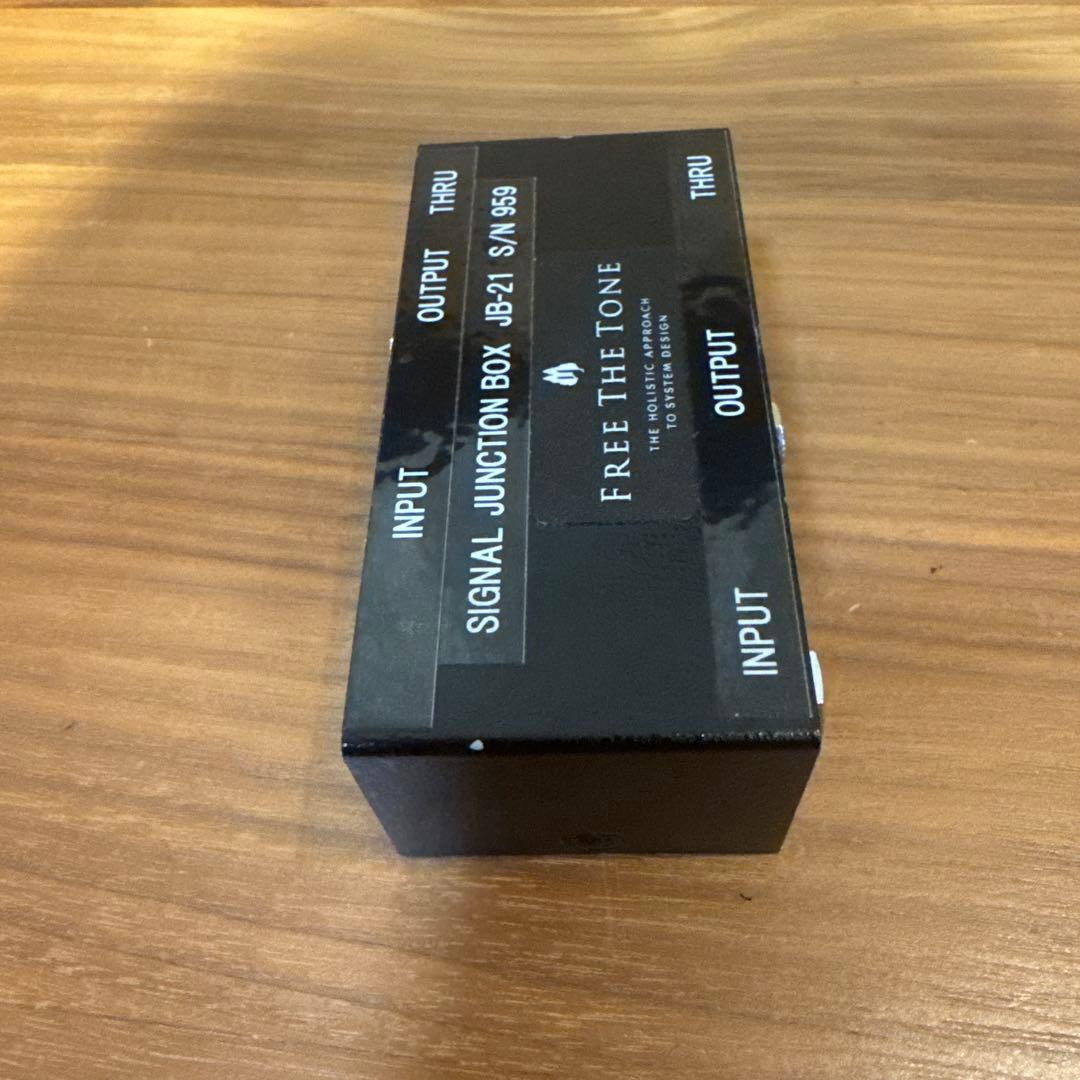 INPUT OUTPUT THRU
SIGNAL JUNCTION BOX JB-21 S/N 959
FREE THE TONE
THE HOLISTIC APPROACH
TO SYSTEM DESIGN
INPUT OUTPUT THRU